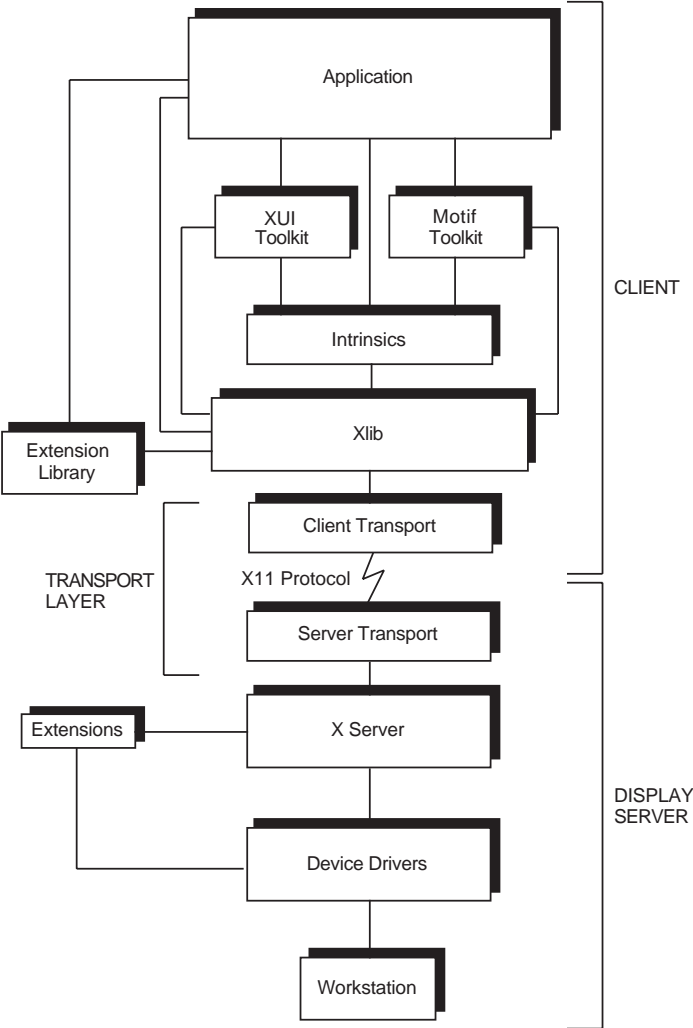 Application
XUI
Toolkit
Motif
Toolkit
CLIENT
Intrinsics
Xlib
Extension
Library
Client Transport
X11 Protocol
TRANSPORT
LAYER
Server Transport
Extensions
X Server
DISPLAY
SERVER
Device Drivers
Workstation